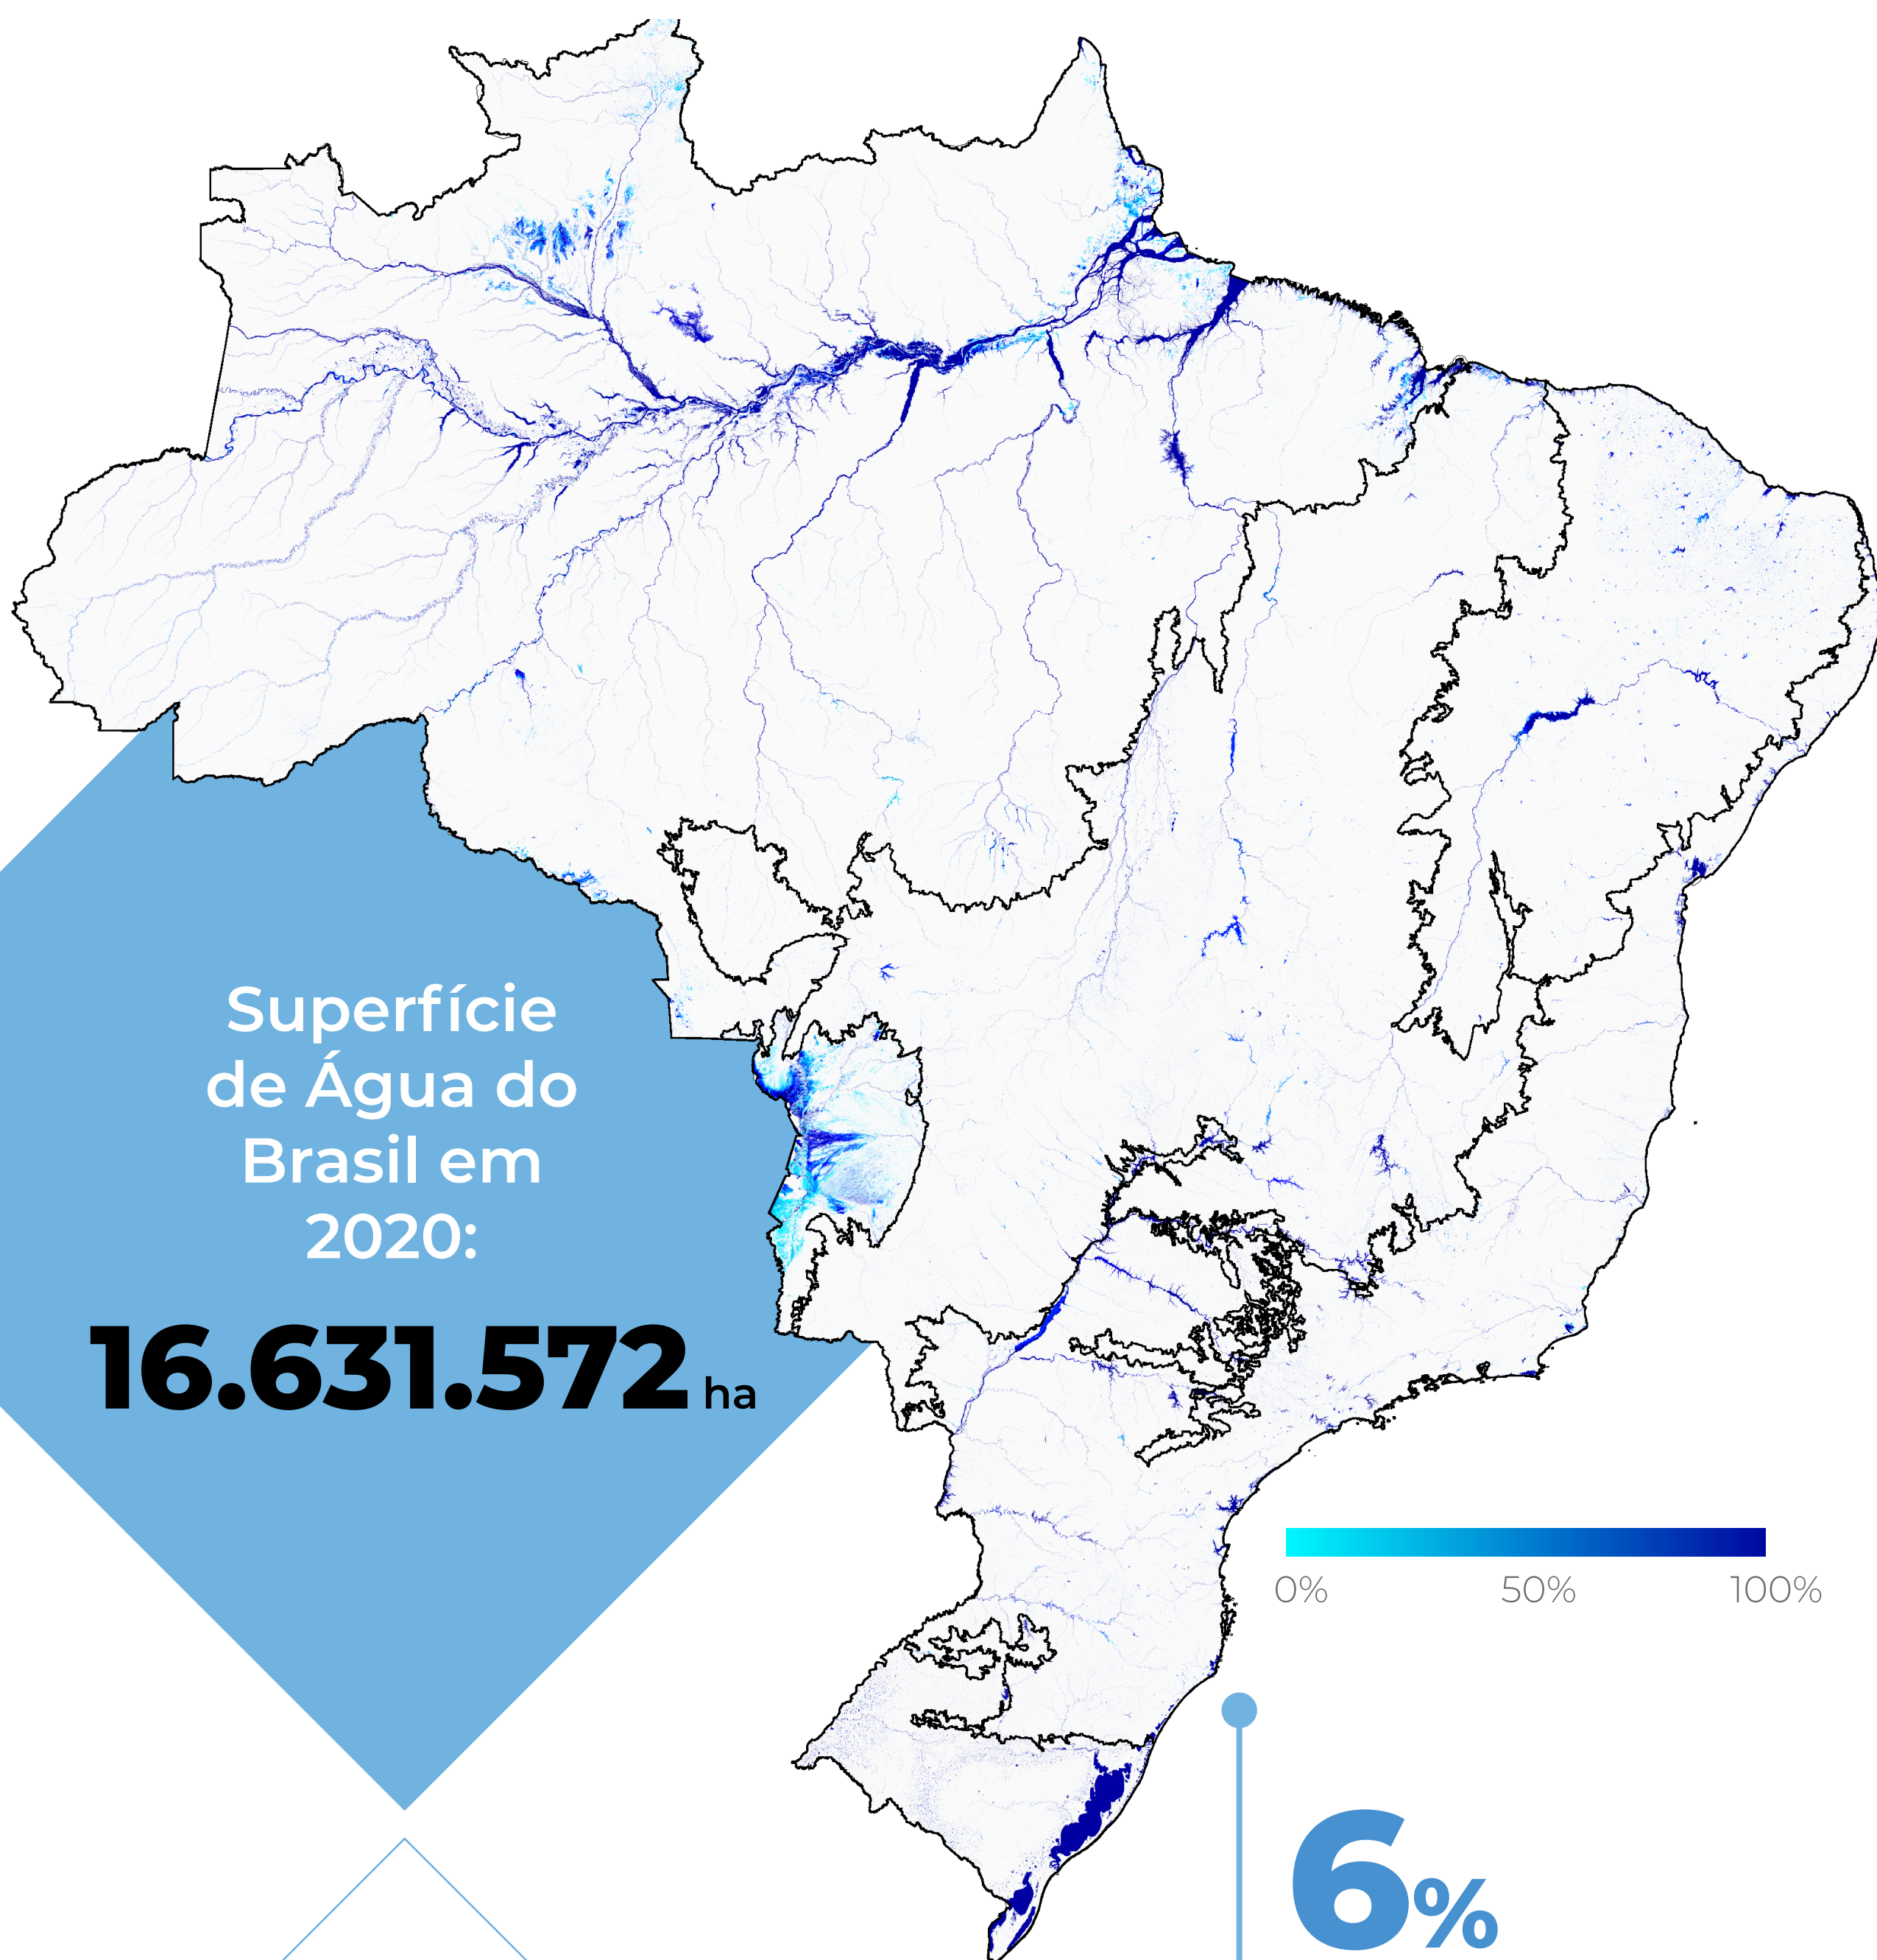 Superfície
de Água do
Brasil em
2020:
16.631.572 ha
0% 50% 100%
6%